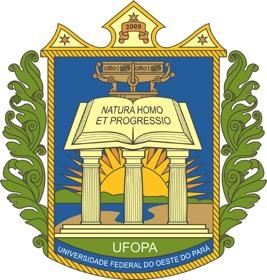 2009
NATURA HOMO
ET PROGRESSIO
UFOPA
UNIVERSIDADE FEDERAL DO OESTE DO PARÁ